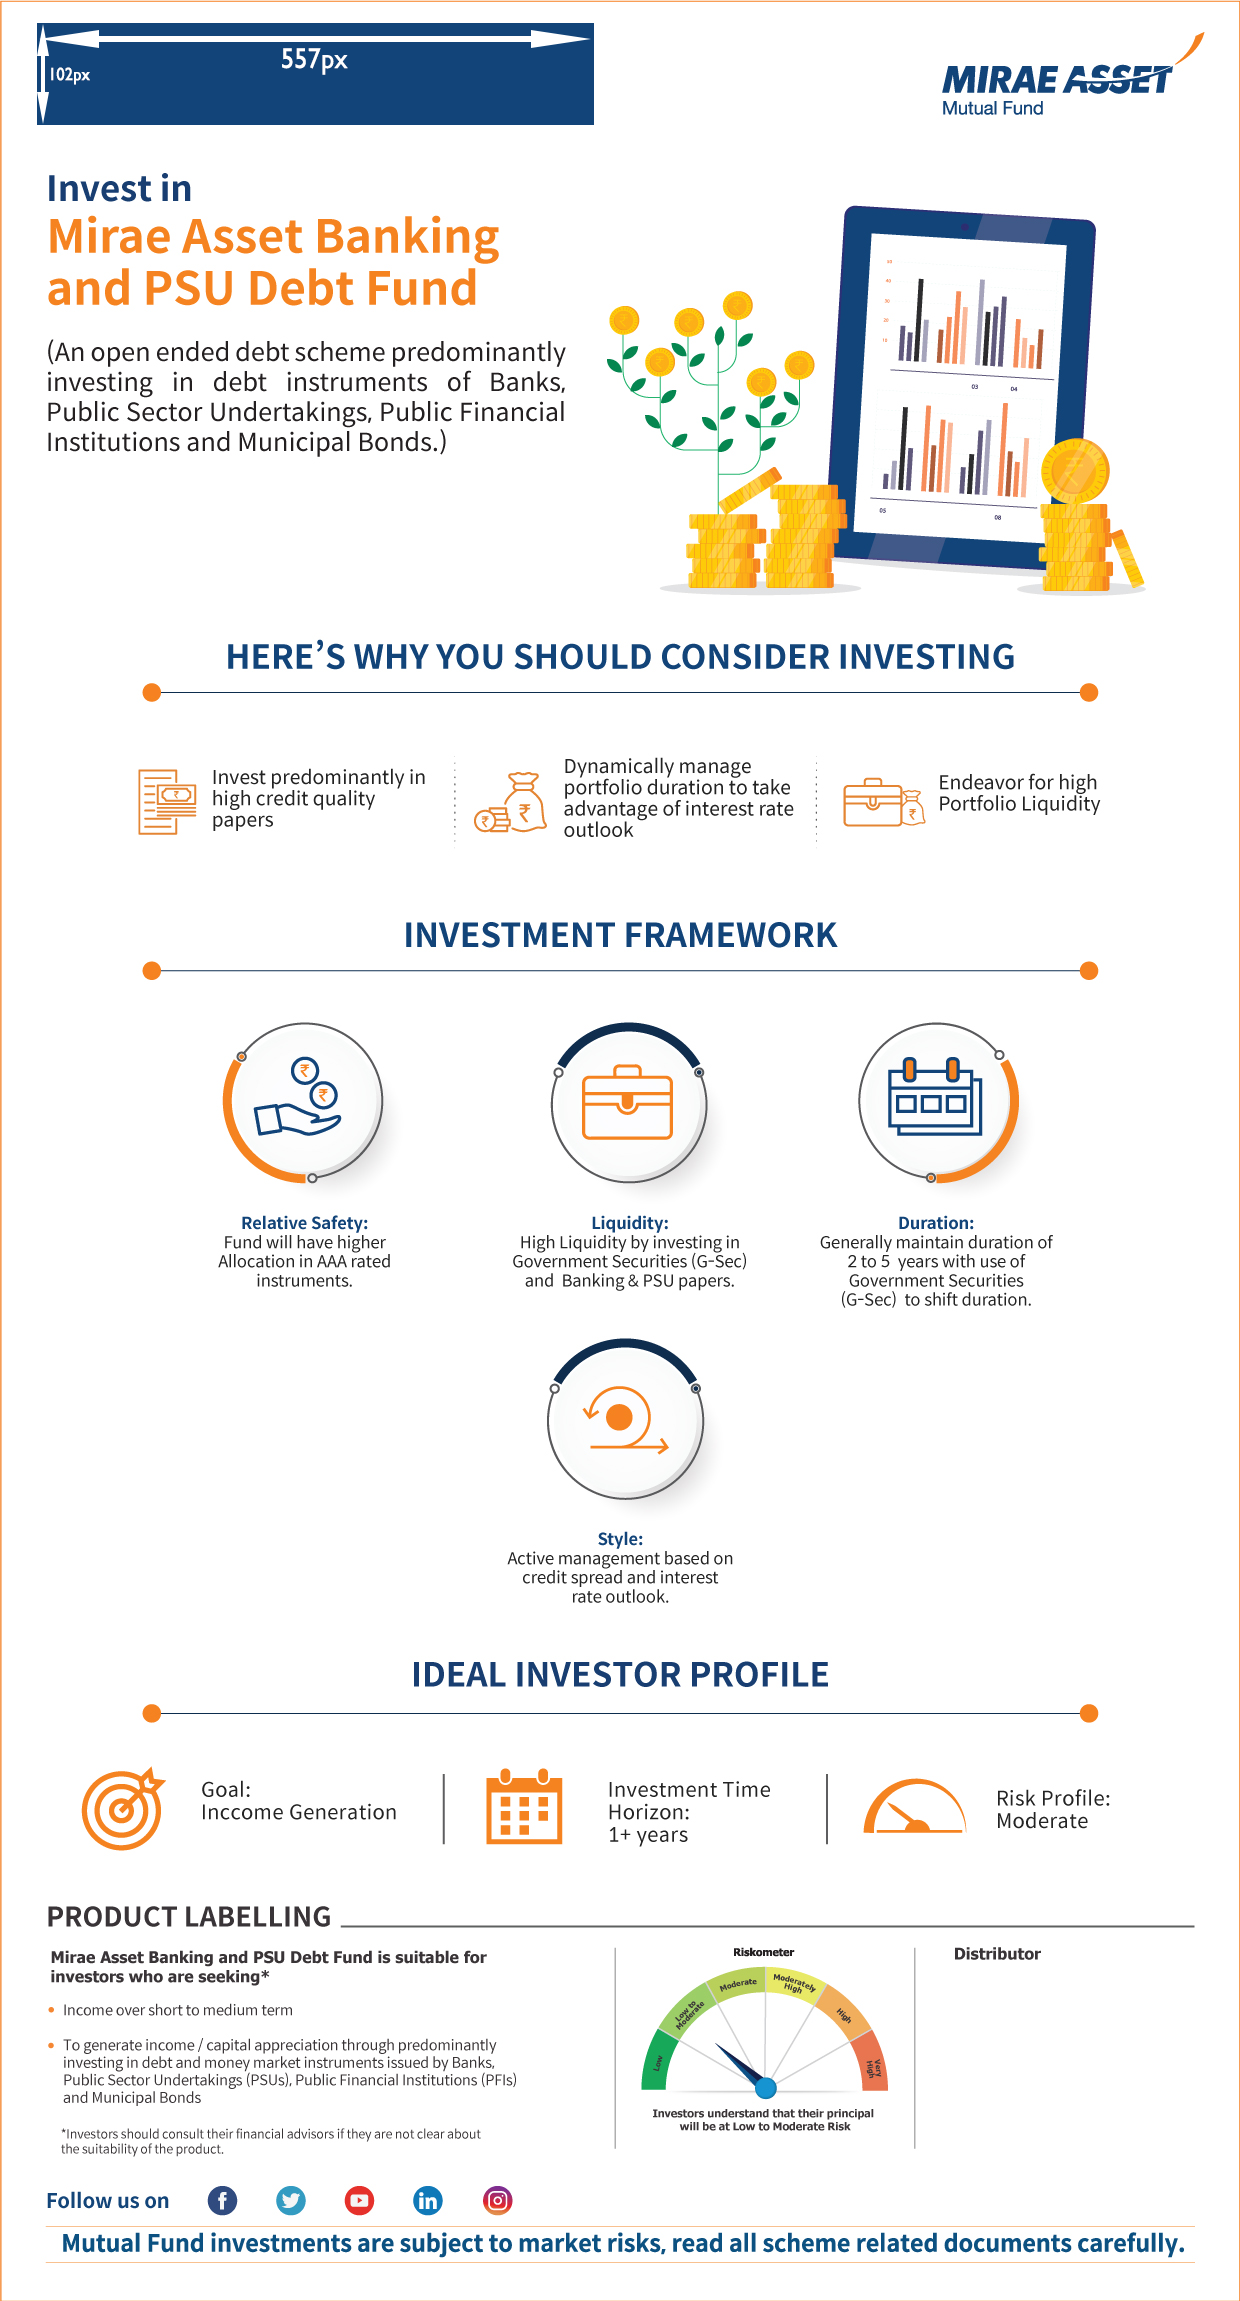 557px
102px
MIRAE ASSET
Mutual Fund
Invest in
Mirae Asset Banking
and PSU Debt Fund
(An open ended debt scheme predominantly
investing in debt instruments of Banks,
Public Sector Undertakings, Public Financial
Institutions and Municipal Bonds.)
50
40
30
20
10
03 04
05 08
HERE'S WHY YOU SHOULD CONSIDER INVESTING
Invest predominantly in
high credit quality
papers
Dynamically manage
portfolio duration to take
advantage of interest rate
outlook
Endeavor for high
Portfolio Liquidity
INVESTMENT FRAMEWORK
Relative Safety:
Fund will have higher
Allocation in AAA rated
instruments.
Liquidity:
High Liquidity by investing in
Government Securities (G-Sec)
and Banking & PSU papers.
Duration:
Generally maintain duration of
2 to 5 years with use of
Government Securities
(G-Sec) to shift duration.
Style:
Active management based on
credit spread and interest
rate outlook.
IDEAL INVESTOR PROFILE
Goal:
Inccome Generation
Investment Time
Horizon:
1+ years
Risk Profile:
Moderate
PRODUCT LABELLING
Mirae Asset Banking and PSU Debt Fund is suitable for
investors who are seeking*
• Income over short to medium term
• To generate income / capital appreciation through predominantly
investing in debt and money market instruments issued by Banks,
Public Sector Undertakings (PSUs), Public Financial Institutions (PFIs)
and Municipal Bonds
*Investors should consult their financial advisors if they are not clear about
the suitability of the product.
Riskometer
Low
Low to
Moderate
Moderate
Moderately
High
High
Very
High
Investors understand that their principal
will be at Low to Moderate Risk
Distributor
Follow us on
Mutual Fund investments are subject to market risks, read all scheme related documents carefully.